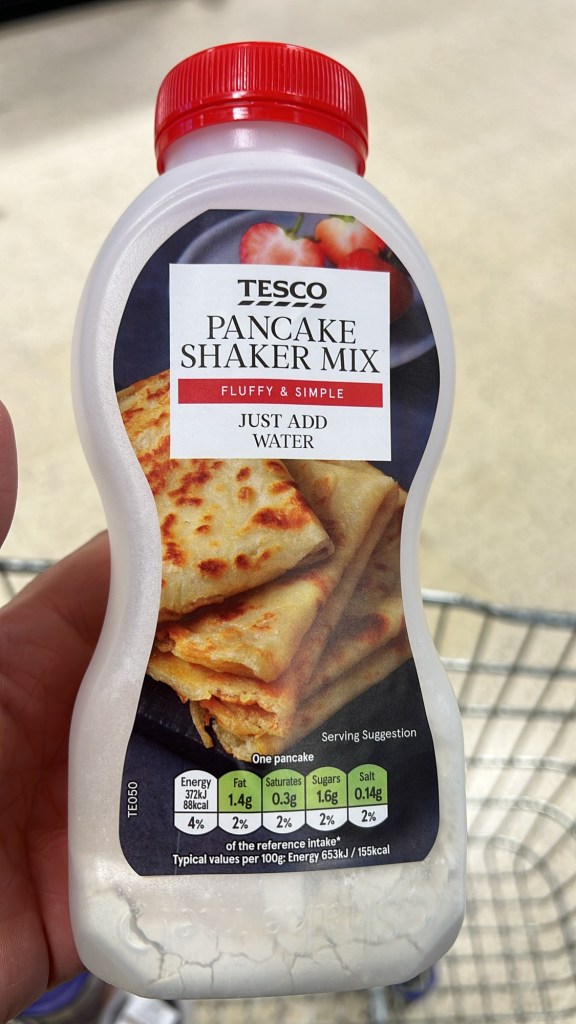 TESCO
PANCAKE
SHAKER MIX
FLUFFY & SIMPLE
JUST ADD
WATER
Serving Suggestion
One pancake
Energy Fat Saturates Sugars Salt
372kJ
88kcal 1.4g 0.3g 1.6g 0.14g
4% 2% 2% 2% 2%
of the reference intake*
Typical values per 100g: Energy 653kJ / 155kcal
TE050